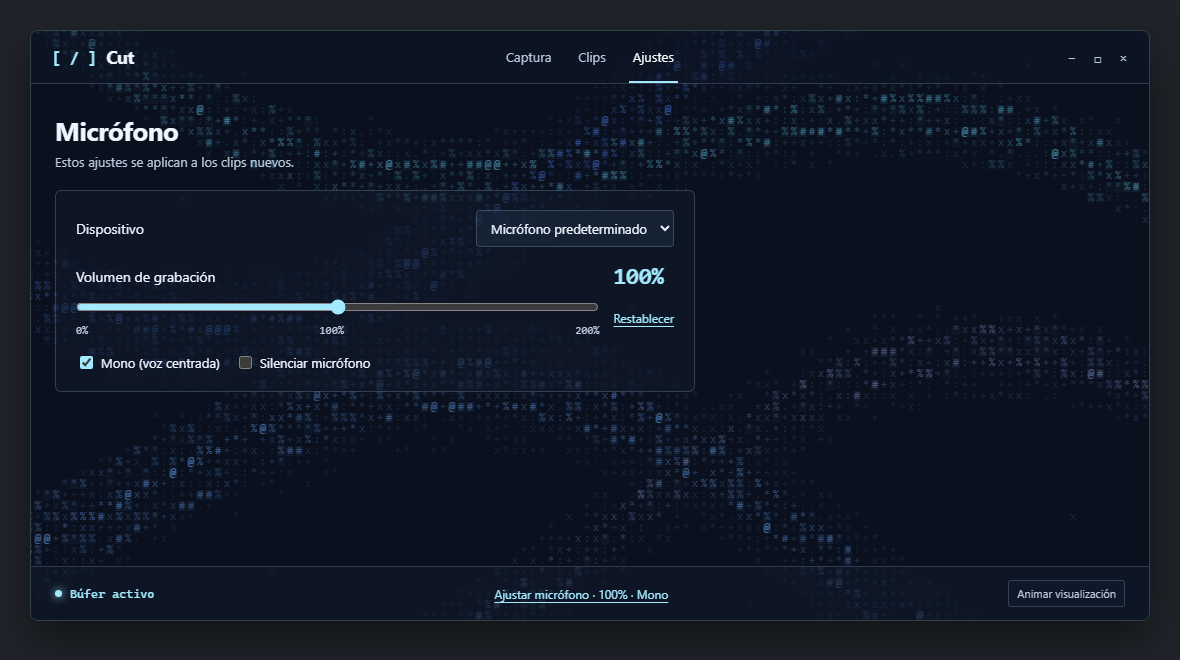 [ / ] Cut
Captura Clips Ajustes
Micrófono
Estos ajustes se aplican a los clips nuevos.
Dispositivo Micrófono predeterminado
Volumen de grabación 100%
Restablecer
0% 100% 200%
Mono (voz centrada) Silenciar micrófono
Búfer activo Ajustar micrófono · 100% · Mono Animar visualización